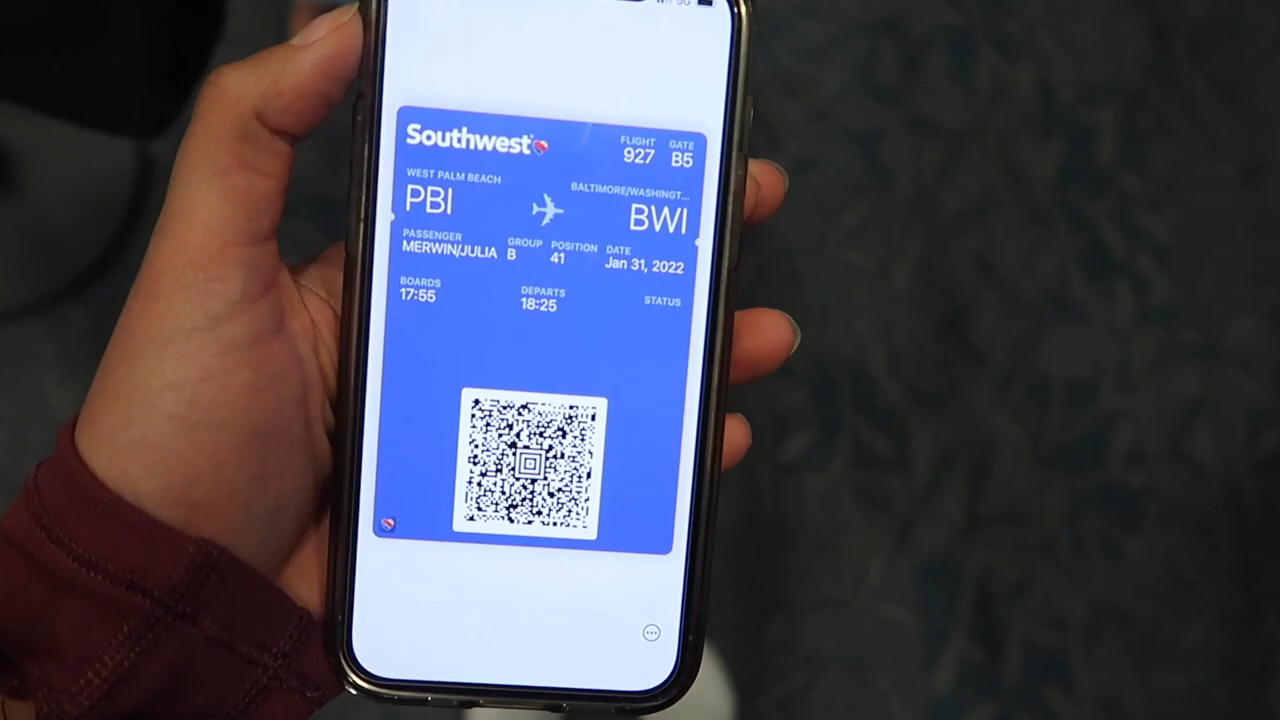 5G
Southwest
FLIGHT GATE
927 B5
WEST PALM BEACH BALTIMORE/WASHINGT...
PBI BWI
PASSENGER GROUP POSITION DATE
MERWIN/JULIA B 41 Jan 31, 2022
BOARDS DEPARTS STATUS
17:55 18:25